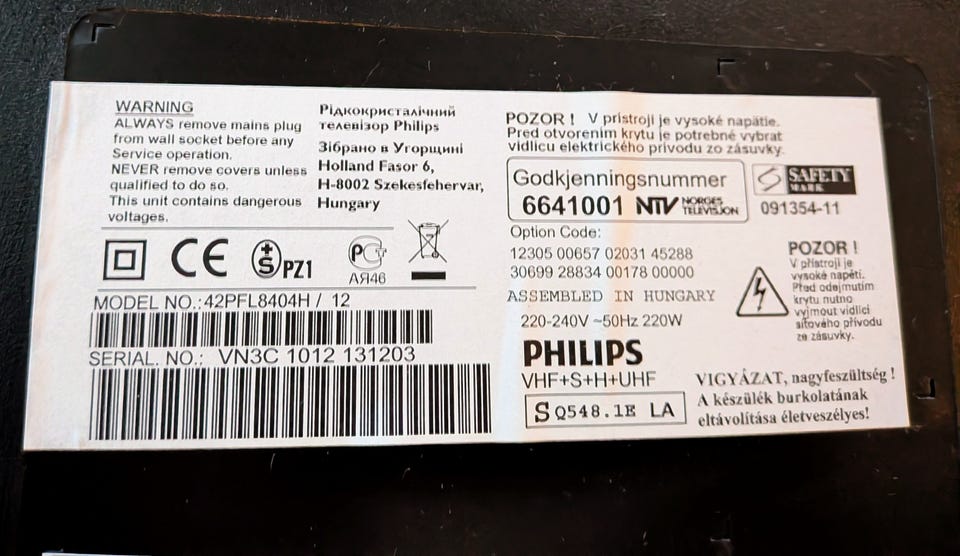 WARNING
ALWAYS remove mains plug
from wall socket before any
Service operation.
NEVER remove covers unless
qualified to do so.
This unit contains dangerous
voltages.
Рідкокристалічний
телевізор Philips
Зібрано в Угорщині
Holland Fasor 6,
H-8002 Szekesfehervar,
Hungary
CE
S PZ1
РСТ
АЯ46
MODEL NO.:42PFL8404H / 12
SERIAL. NO.: VN3C 1012 131203
POZOR ! V prístroji je vysoké napätie.
Pred otvorením krytu je potrebné vybrat
vidlicu elektrického prívodu zo zásuvky.
Godkjenningsnummer
6641001 NTV NORGES
TELEVISJON
SAFETY
MARK
091354-11
Option Code:
12305 00657 02031 45288
30699 28834 00178 00000
ASSEMBLED IN HUNGARY
220-240V ~50Hz 220W
PHILIPS
VHF+S+H+UHF
S Q548.1E LA
POZOR !
V přístroji je
vysoké napětí.
Před odejmutím
krytu nutno
vyjmout vidlici
síťového přívodu
ze zásuvky.
VIGYÁZAT, nagyfeszültség !
A készülék burkolatának
eltávolítása életveszélyes!